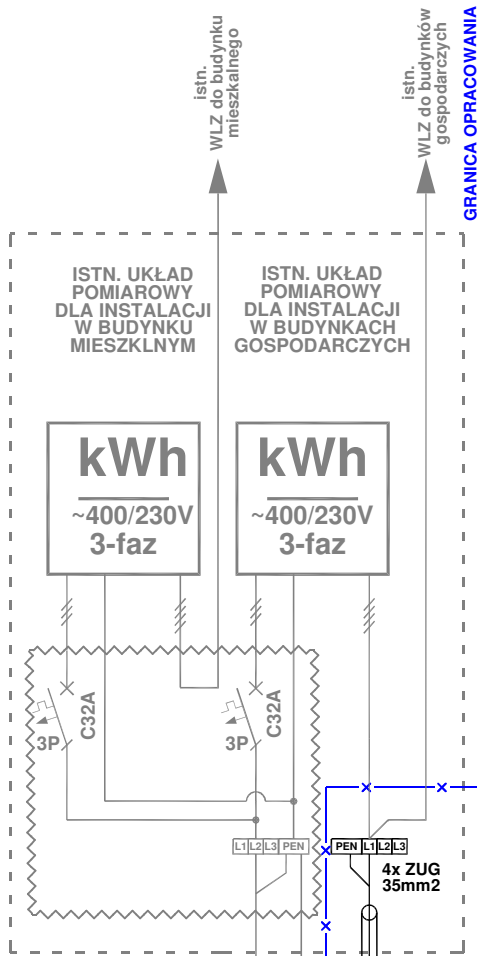 istn.
WLZ do budynku
mieszkalnego
istn.
WLZ do budynków
gospodarczych
GRANICA OPRACOWANIA
ISTN. UKŁAD
POMIAROWY
DLA INSTALACJI
W BUDYNKU
MIESZKLNYM
ISTN. UKŁAD
POMIAROWY
DLA INSTALACJI
W BUDYNKACH
GOSPODARCZYCH
kWh
~400/230V
3-faz
kWh
~400/230V
3-faz
C32A
3P
C32A
3P
L1 L2 L3 PEN
PEN L1 L2 L3
4x ZUG
35mm2